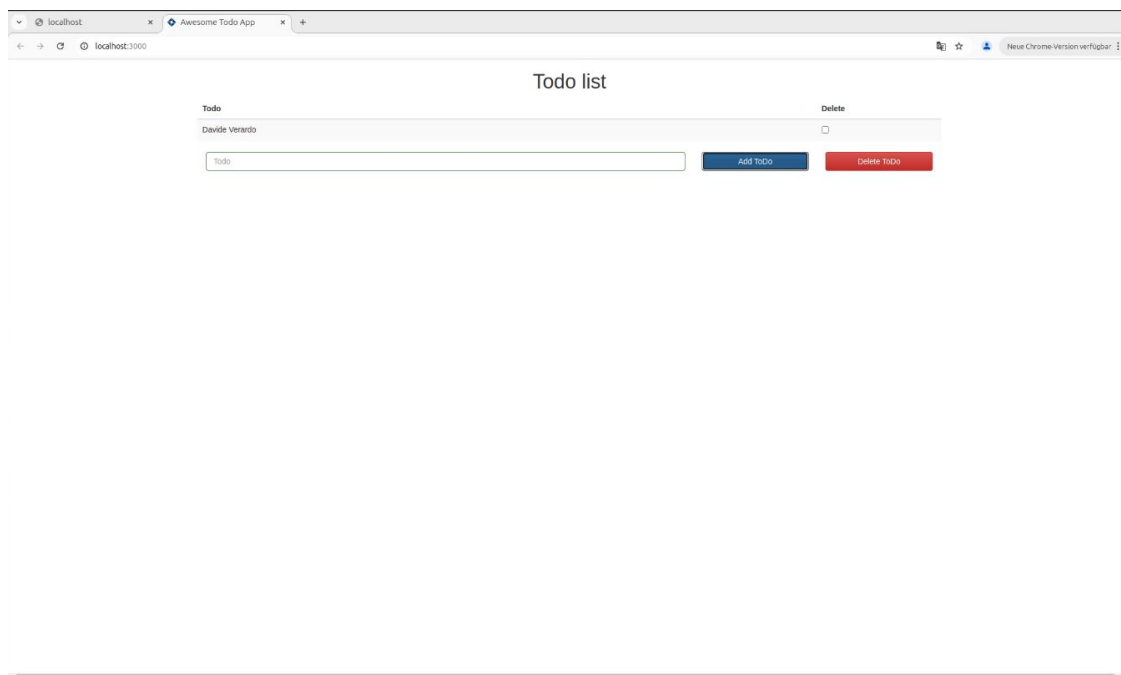 localhost
Awesome Todo App
localhost:3000
Neue Chrome-Version verfügbar
Todo list
Todo Delete
Davide Verardo
Todo Add ToDo Delete ToDo